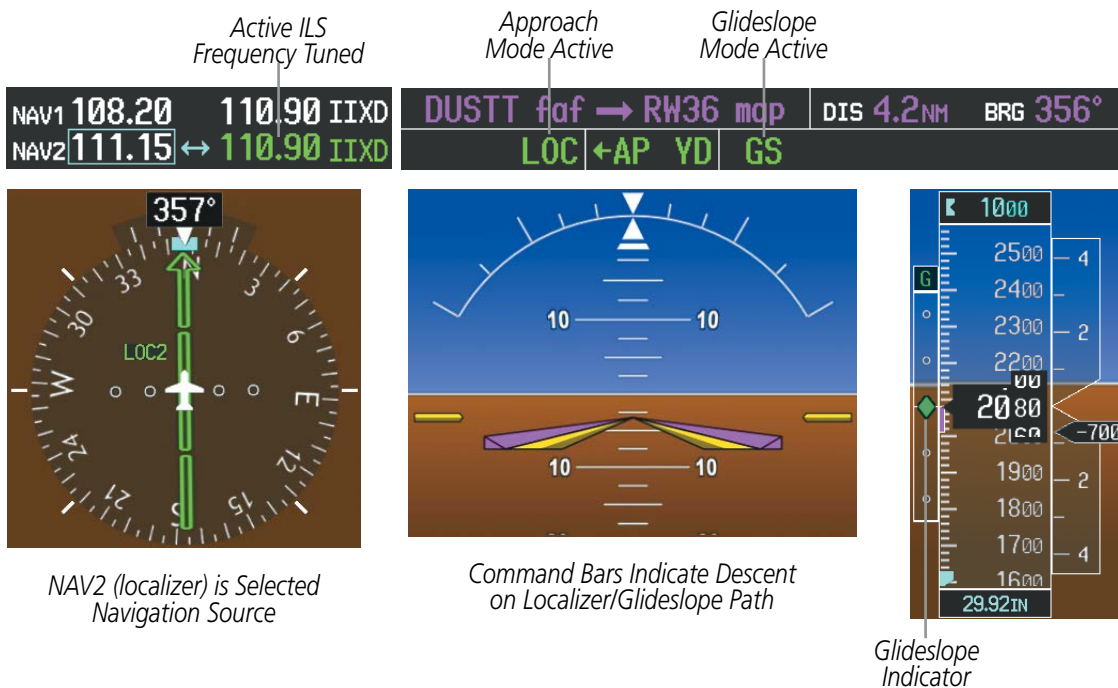 Active ILS
Frequency Tuned
Approach
Mode Active
Glideslope
Mode Active
NAV1 108.20 110.90 IIXD
NAV2 111.15 ↔ 110.90 IIXD
DUSTT faf → RW36 map DIS 4.2NM BRG 356°
LOC ←AP YD GS
357°
N
3
6
E
12
15
S
21
24
W
30
33
LOC2
10 10
10 10
1000
2500
2400
2300
2200
2080
00
60
1900
1800
1700
1600
29.92IN
G
4
2
-700
2
4
NAV2 (localizer) is Selected
Navigation Source
Command Bars Indicate Descent
on Localizer/Glideslope Path
Glideslope
Indicator